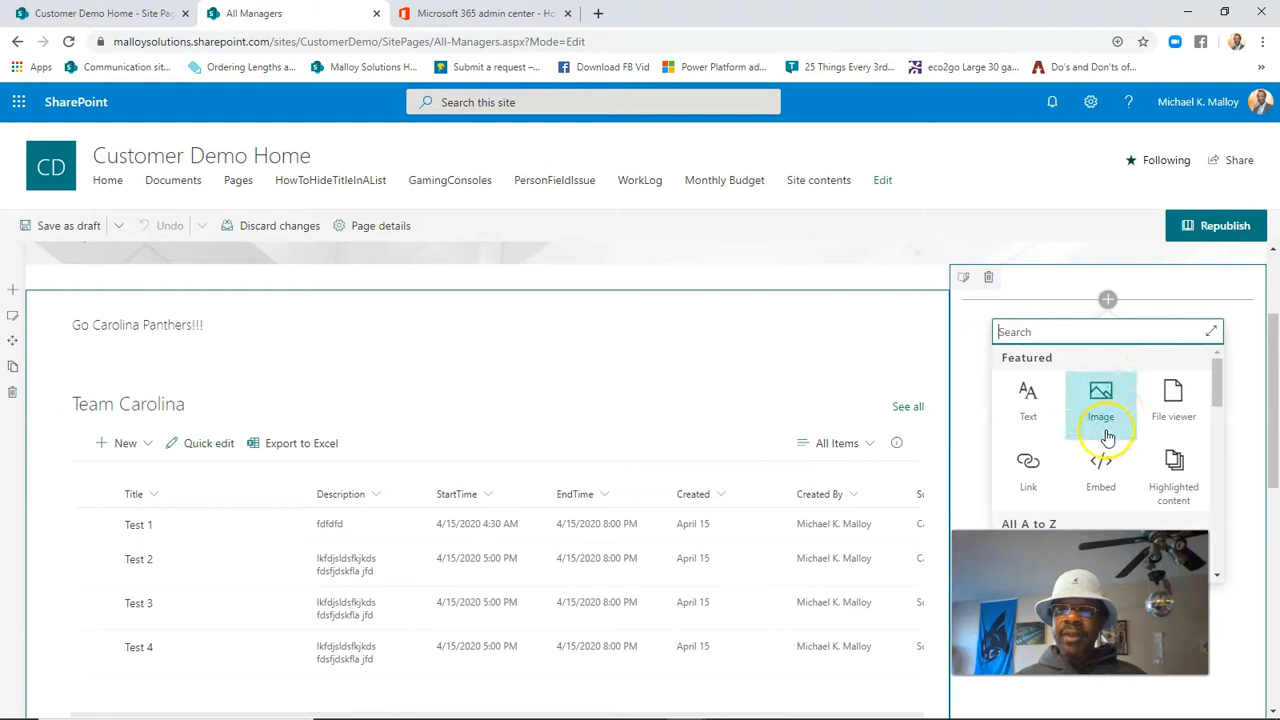 Customer Demo Home - Site Pag
All Managers
Microsoft 365 admin center - Ho
malloysolutions.sharepoint.com/sites/CustomerDemo/SitePages/All-Managers.aspx?Mode=Edit
Apps
Communication sit...
Ordering Lengths a...
Malloy Solutions H...
Submit a request –...
Download FB Vid
Power Platform ad...
25 Things Every 3rd...
eco2go Large 30 ga...
Do's and Don'ts of...
SharePoint
Search this site
Michael K. Malloy
CD
Customer Demo Home
Following
Share
Home
Documents
Pages
HowToHideTitleInAList
GamingConsoles
PersonFieldIssue
WorkLog
Monthly Budget
Site contents
Edit
Save as draft
Undo
Discard changes
Page details
Republish
Go Carolina Panthers!!!
Team Carolina
See all
New
Quick edit
Export to Excel
All Items
Title Description StartTime EndTime Created Created By
Test 1 fdfdfd 4/15/2020 4:30 AM 4/15/2020 8:00 PM April 15 Michael K. Malloy
Test 2 lkfdjsldsfkjkds 4/15/2020 5:00 PM 4/15/2020 8:00 PM April 15 Michael K. Malloy
fdsfjdskfla jfd
Test 3 lkfdjsldsfkjkds 4/15/2020 5:00 PM 4/15/2020 8:00 PM April 15 Michael K. Malloy
fdsfjdskfla jfd
Test 4 lkfdjsldsfkjkds 4/15/2020 5:00 PM 4/15/2020 8:00 PM April 15 Michael K. Malloy
fdsfjdskfla jfd
Search
Featured
Text
Image
File viewer
Link
Embed
Highlighted
content
All A to Z